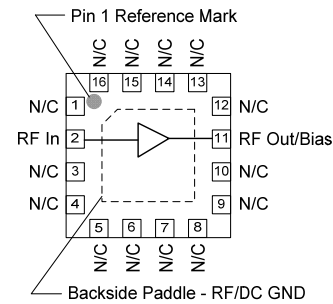 Pin 1 Reference Mark
N/C N/C N/C N/C
16 15 14 13
N/C 1 12 N/C
RF In 2 11 RF Out/Bias
N/C 3 10 N/C
N/C 4 9 N/C
5 6 7 8
N/C N/C N/C N/C
Backside Paddle - RF/DC GND